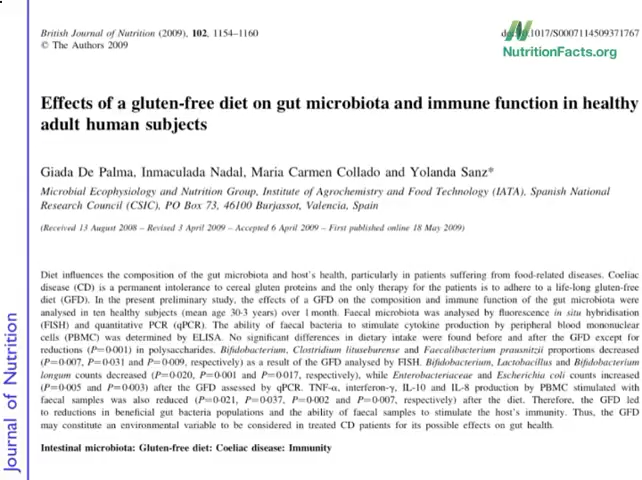 British Journal of Nutrition (2009), 102, 1154–1160
© The Authors 2009
doi:10.1017/S0007114509371767
NutritionFacts.org
Effects of a gluten-free diet on gut microbiota and immune function in healthy
adult human subjects
Giada De Palma, Inmaculada Nadal, Maria Carmen Collado and Yolanda Sanz*
Microbial Ecophysiology and Nutrition Group, Institute of Agrochemistry and Food Technology (IATA), Spanish National
Research Council (CSIC), PO Box 73, 46100 Burjassot, Valencia, Spain
(Received 13 August 2008 – Revised 3 April 2009 – Accepted 6 April 2009 – First published online 18 May 2009)
Diet influences the composition of the gut microbiota and host's health, particularly in patients suffering from food-related diseases. Coeliac
disease (CD) is a permanent intolerance to cereal gluten proteins and the only therapy for the patients is to adhere to a life-long gluten-free
diet (GFD). In the present preliminary study, the effects of a GFD on the composition and immune function of the gut microbiota were
analysed in ten healthy subjects (mean age 30·3 years) over 1 month. Faecal microbiota was analysed by fluorescence in situ hybridisation
(FISH) and quantitative PCR (qPCR). The ability of faecal bacteria to stimulate cytokine production by peripheral blood mononuclear
cells (PBMC) was determined by ELISA. No significant differences in dietary intake were found before and after the GFD except for
reductions (P=0·001) in polysaccharides. Bifidobacterium, Clostridium lituseburense and Faecalibacterium prausnitzii proportions decreased
(P=0·007, P=0·031 and P=0·009, respectively) as a result of the GFD analysed by FISH. Bifidobacterium, Lactobacillus and Bifidobacterium
longum counts decreased (P=0·020, P=0·001 and P=0·017, respectively), while Enterobacteriaceae and Escherichia coli counts increased
(P=0·005 and P=0·003) after the GFD assessed by qPCR. TNF-α, interferon-γ, IL-10 and IL-8 production by PBMC stimulated with
faecal samples was also reduced (P=0·021, P=0·037, P=0·002 and P=0·007, respectively) after the diet. Therefore, the GFD led
to reductions in beneficial gut bacteria populations and the ability of faecal samples to stimulate the host's immunity. Thus, the GFD
may constitute an environmental variable to be considered in treated CD patients for its possible effects on gut health.
Intestinal microbiota: Gluten-free diet: Coeliac disease: Immunity
Journal of Nutrition